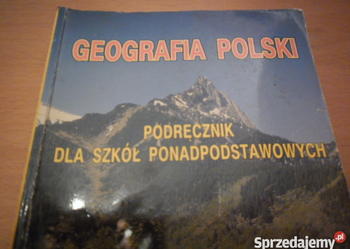 GEOGRAFIA POLSKI
PODRĘCZNIK
DLA SZKÓŁ PONADPODSTAWOWYCH
Sprzedajemy
.pl